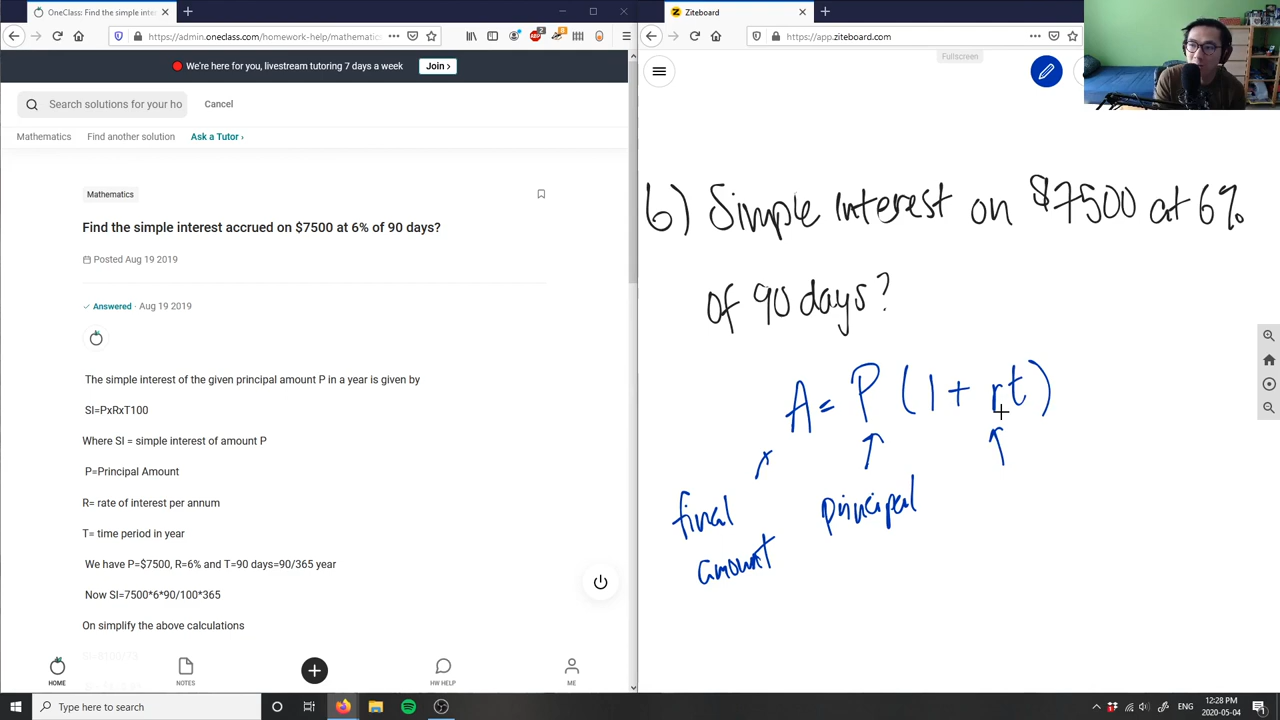 OneClass: Find the simple inte
https://admin.oneclass.com/homework-help/mathematic
2
8
We're here for you, livestream tutoring 7 days a week
Join ›
Search solutions for your ho
Cancel
Mathematics
Find another solution
Ask a Tutor ›
Mathematics
Find the simple interest accrued on $7500 at 6% of 90 days?
Posted Aug 19 2019
Answered · Aug 19 2019
The simple interest of the given principal amount P in a year is given by
SI=PxRxT100
Where SI = simple interest of amount P
P=Principal Amount
R= rate of interest per annum
T= time period in year
We have P=$7500, R=6% and T=90 days=90/365 year
Now SI=7500*6*90/100*365
On simplify the above calculations
HOME
NOTES
HW HELP
ME
Ziteboard
https://app.ziteboard.com
Fullscreen
6) Simple Interest on $7500 at 6%
of 90 days?
A = P (1 + rt)
final
amount
principal
Type here to search
ENG
12:28 PM
2020-05-04
1